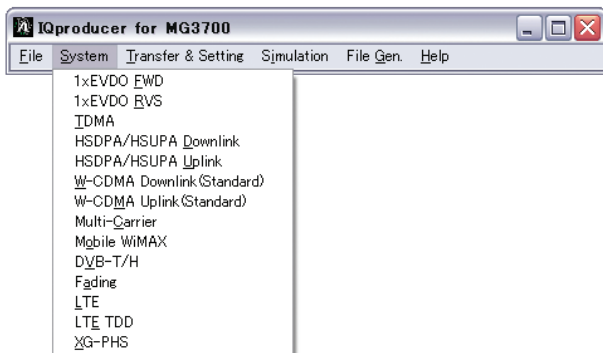 IQproducer for MG3700
File System Transfer & Setting Simulation File Gen. Help
1xEVDO FWD
1xEVDO RVS
TDMA
HSDPA/HSUPA Downlink
HSDPA/HSUPA Uplink
W-CDMA Downlink(Standard)
W-CDMA Uplink(Standard)
Multi-Carrier
Mobile WiMAX
DVB-T/H
Fading
LTE
LTE TDD
XG-PHS